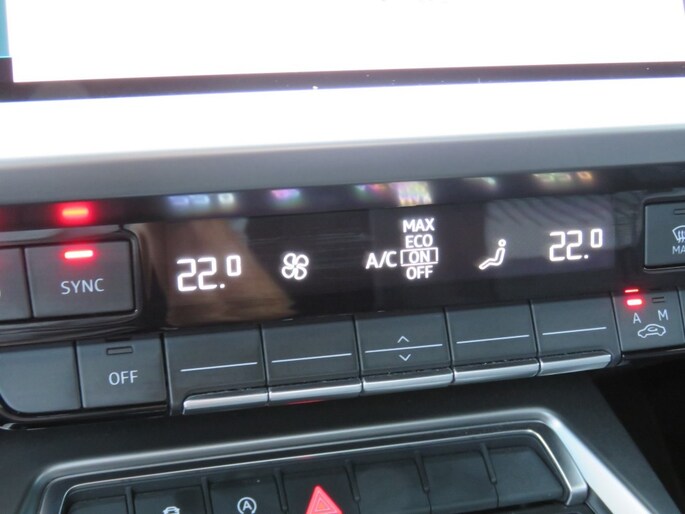 MAX
ECO
22.0 A/C ON 22.0
OFF
SYNC
A M
OFF
A